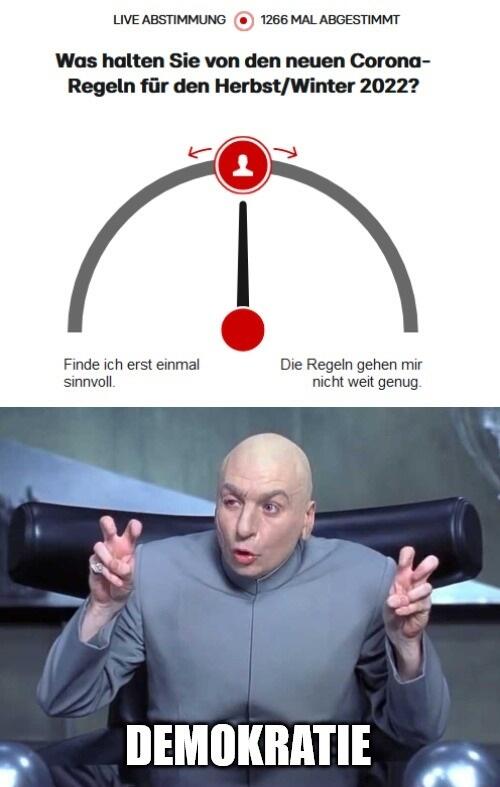 LIVE ABSTIMMUNG 1266 MAL ABGESTIMMT
Was halten Sie von den neuen Corona-
Regeln für den Herbst/Winter 2022?
Finde ich erst einmal
sinnvoll.
Die Regeln gehen mir
nicht weit genug.
DEMOKRATIE